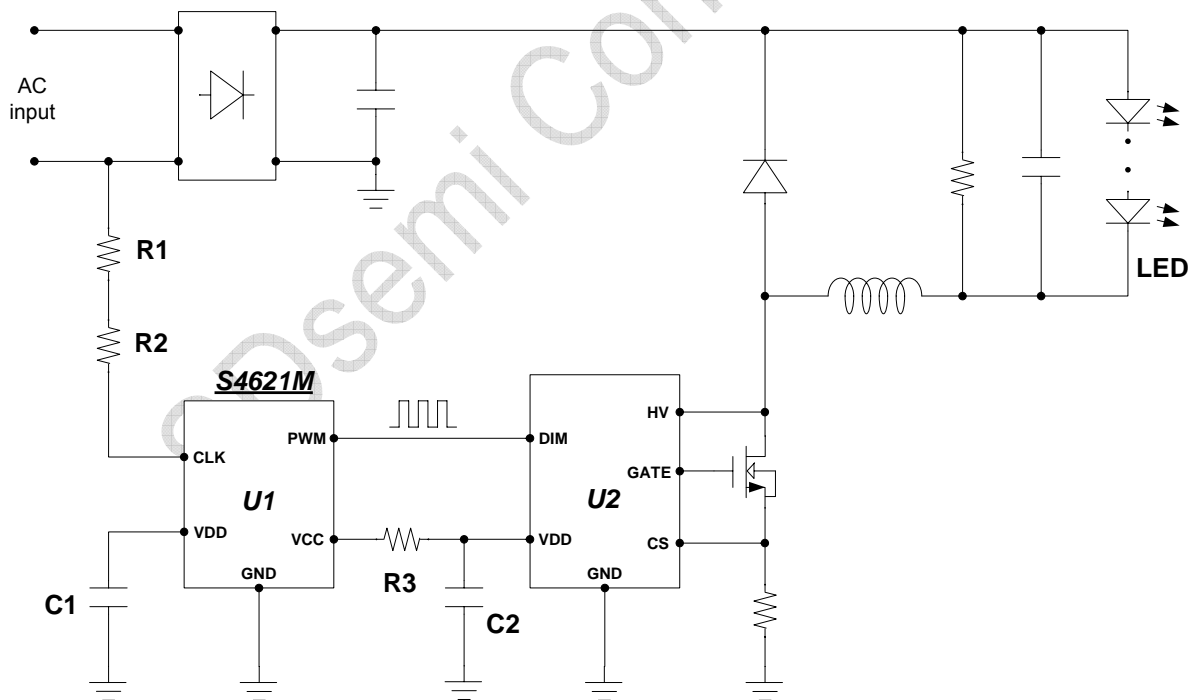 AC
input
R1
R2
S4621M
CLK
PWM
U1
VDD
VCC
GND
C1
R3
C2
DIM
HV
GATE
U2
VDD
CS
GND
LED